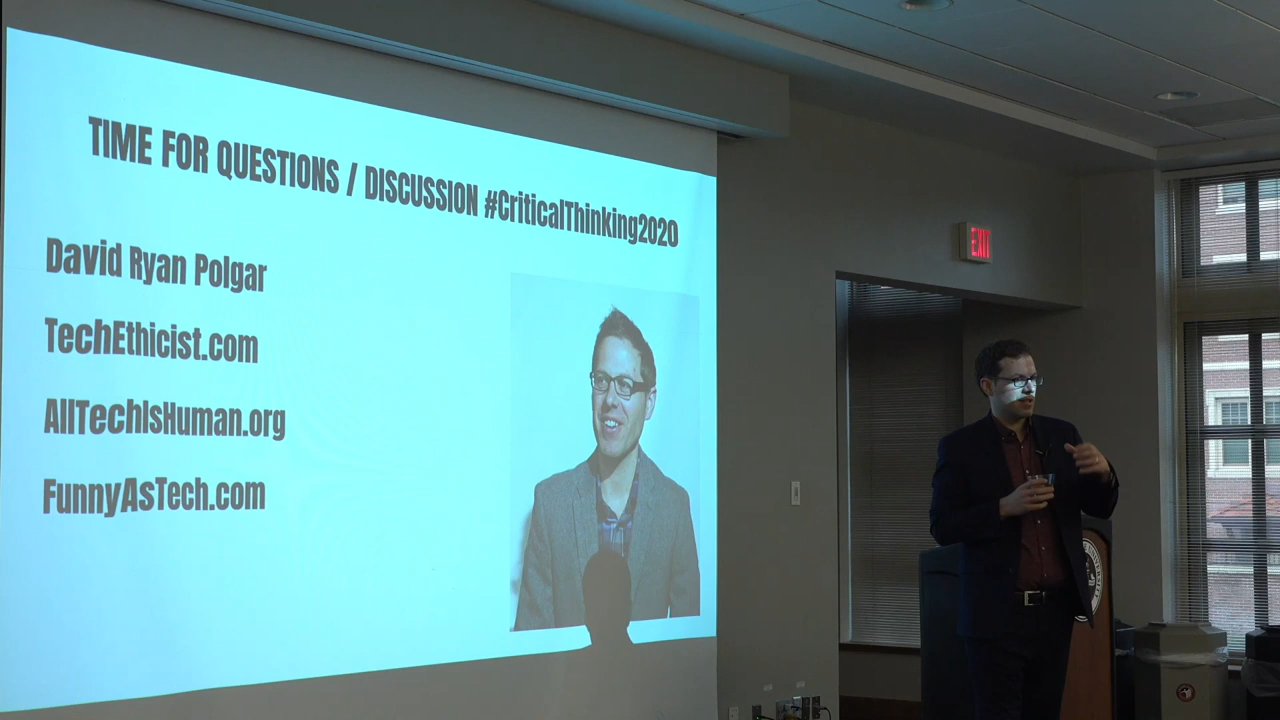 TIME FOR QUESTIONS / DISCUSSION #CriticalThinking2020
David Ryan Polgar
TechEthicist.com
AllTechIsHuman.org
FunnyAsTech.com
EXIT